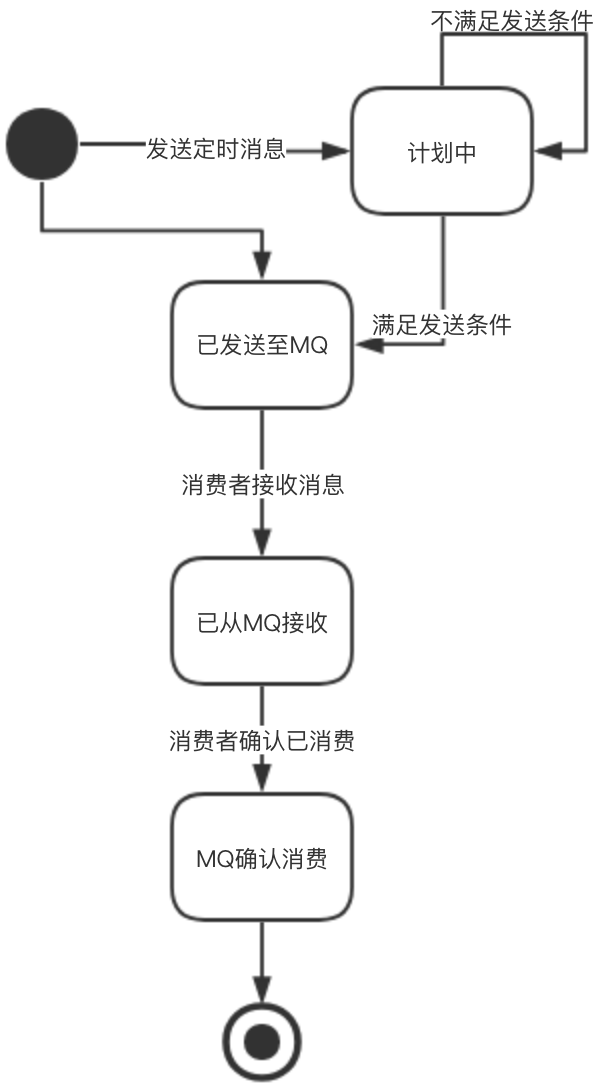 不满足发送条件
发送定时消息
计划中
满足发送条件
已发送至MQ
消费者接收消息
已从MQ接收
消费者确认已消费
MQ确认消费